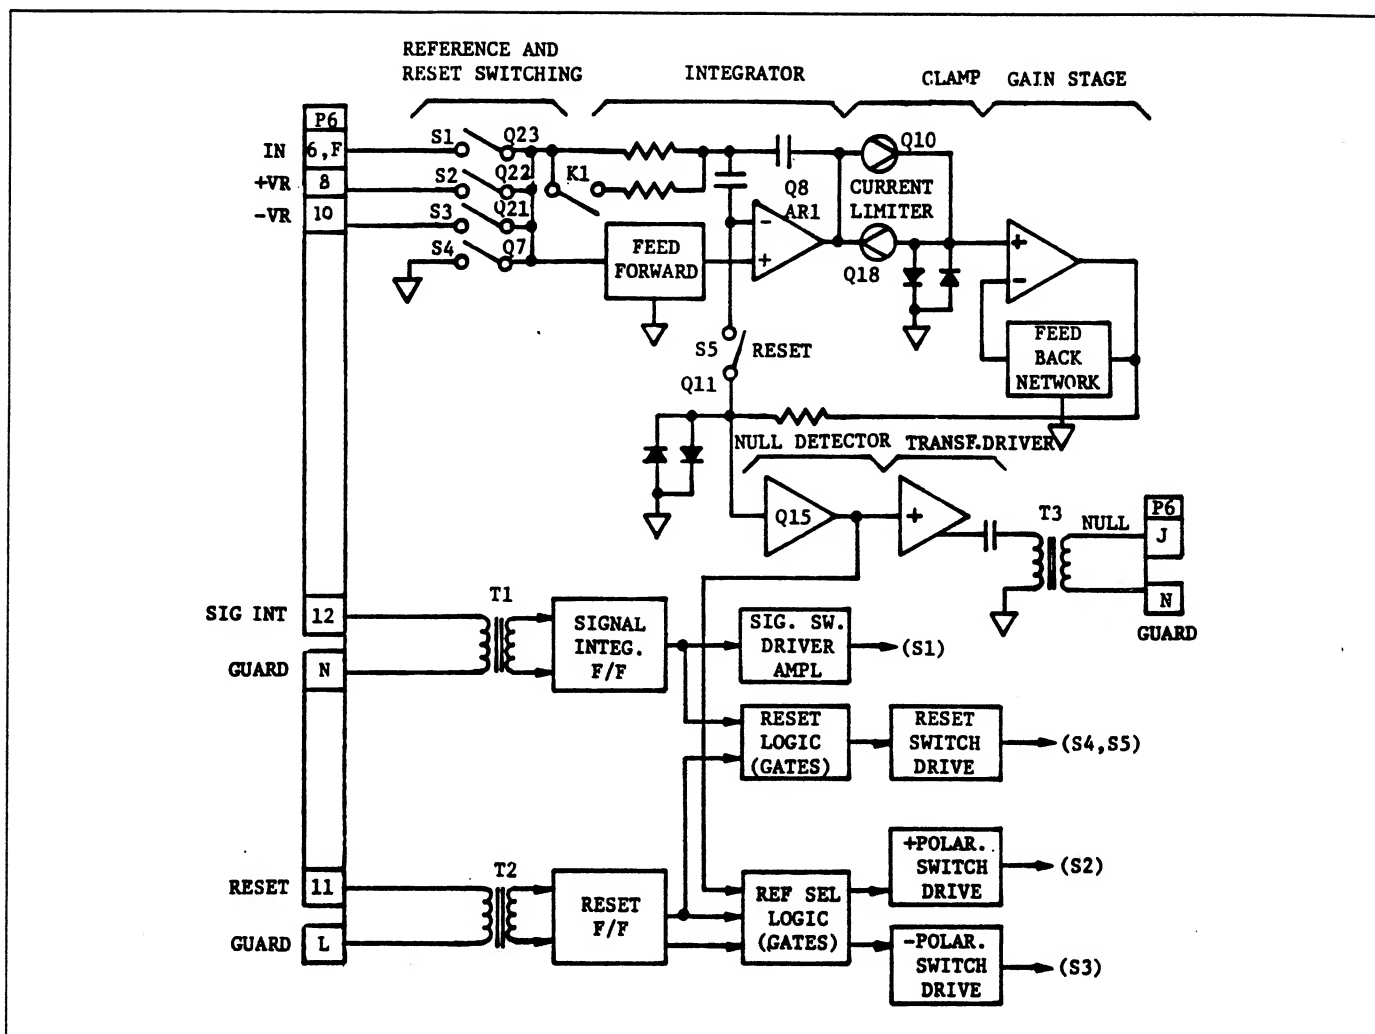 REFERENCE AND
RESET SWITCHING
INTEGRATOR
CLAMP
GAIN STAGE
P6
IN
6,F
+VR
8
-VR
10
S1
Q23
S2
Q22
S3
Q21
S4
Q7
K1
FEED
FORWARD
Q8
AR1
-
+
Q10
CURRENT
LIMITER
Q18
+
-
FEED
BACK
NETWORK
S5
RESET
Q11
NULL DETECTOR
TRANSF.DRIVER
Q15
+
T3
NULL
P6
J
N
GUARD
SIG INT
12
GUARD
N
T1
SIGNAL
INTEG.
F/F
SIG. SW.
DRIVER
AMPL
(S1)
RESET
LOGIC
(GATES)
RESET
SWITCH
DRIVE
(S4,S5)
RESET
11
GUARD
L
T2
RESET
F/F
REF SEL
LOGIC
(GATES)
+POLAR.
SWITCH
DRIVE
(S2)
-POLAR.
SWITCH
DRIVE
(S3)